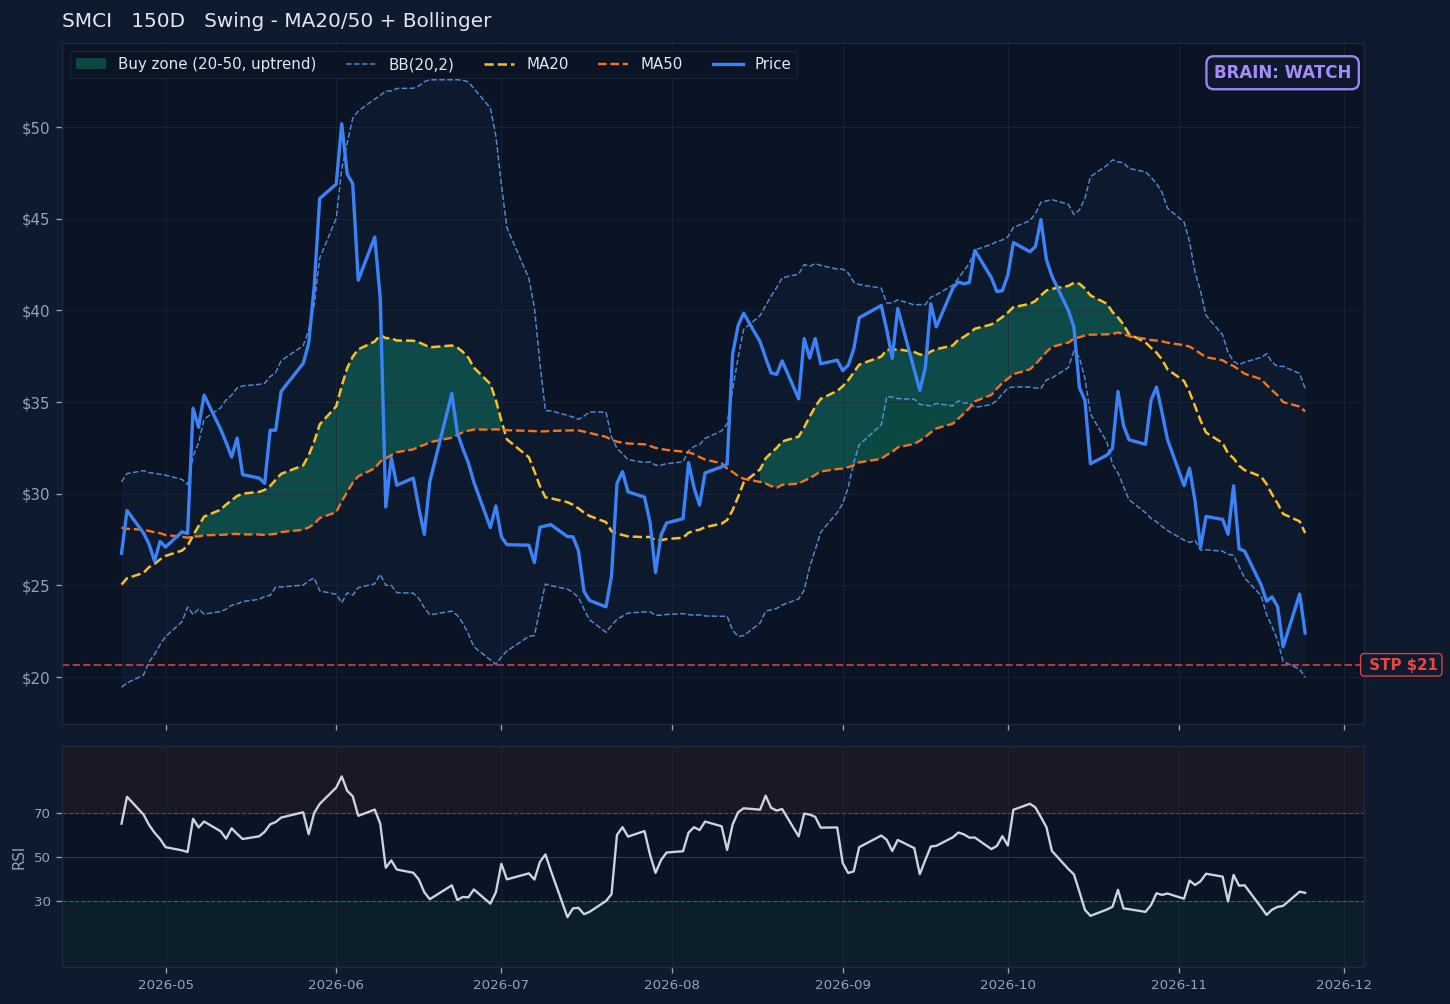 SMCI 150D Swing - MA20/50 + Bollinger
Buy zone (20-50, uptrend) BB(20,2) MA20 MA50 Price
BRAIN: WATCH
$50
$45
$40
$35
$30
$25
$20
STP $21
70
50
30
RSI
2026-05 2026-06 2026-07 2026-08 2026-09 2026-10 2026-11 2026-12